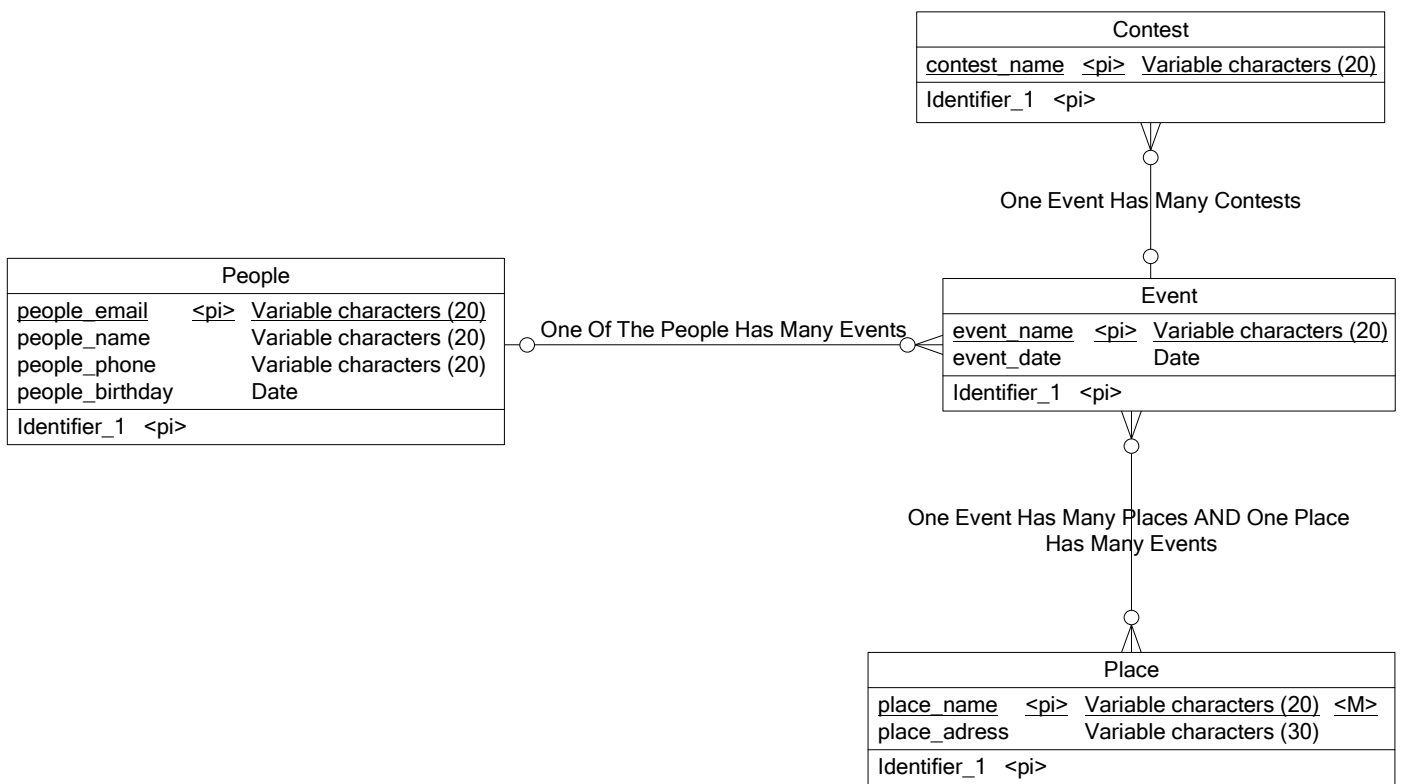 Contest
contest_name <pi> Variable characters (20)
Identifier_1 <pi>
One Event Has Many Contests
People
people_email <pi> Variable characters (20)
people_name Variable characters (20)
people_phone Variable characters (20)
people_birthday Date
Identifier_1 <pi>
One Of The People Has Many Events
Event
event_name <pi> Variable characters (20)
event_date Date
Identifier_1 <pi>
One Event Has Many Places AND One Place
Has Many Events
Place
place_name <pi> Variable characters (20) <M>
place_adress Variable characters (30)
Identifier_1 <pi>